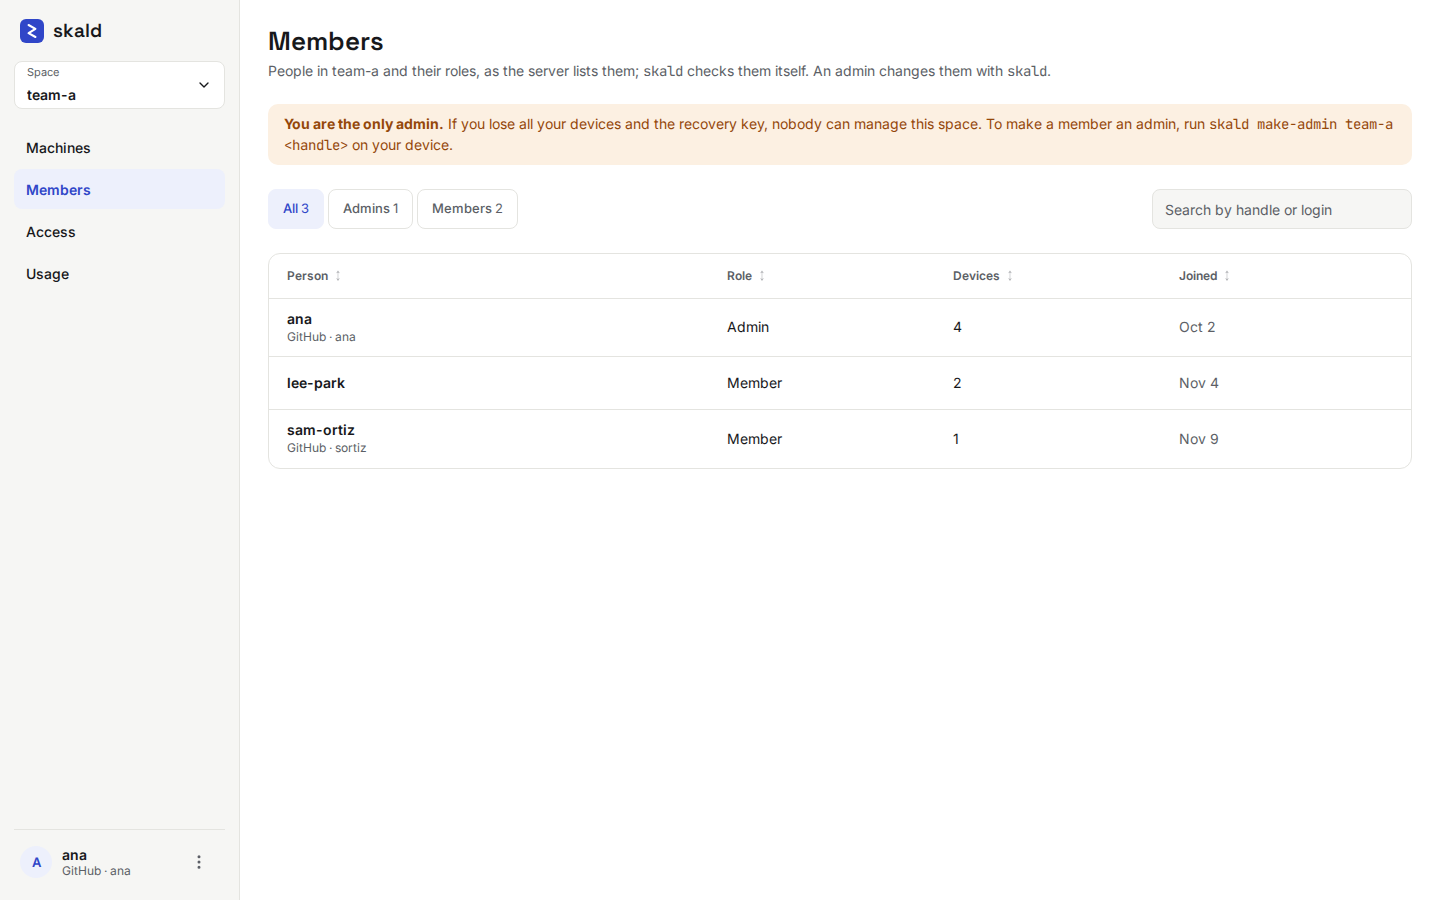 skald
Space
team-a
Machines
Members
Access
Usage
A
ana
GitHub · ana
Members
People in team-a and their roles, as the server lists them; skald checks them itself. An admin changes them with skald.
You are the only admin. If you lose all your devices and the recovery key, nobody can manage this space. To make a member an admin, run skald make-admin team-a
<handle> on your device.
All 3
Admins 1
Members 2
Search by handle or login
Person
Role
Devices
Joined
ana
GitHub · ana
Admin
4
Oct 2
lee-park
Member
2
Nov 4
sam-ortiz
GitHub · sortiz
Member
1
Nov 9